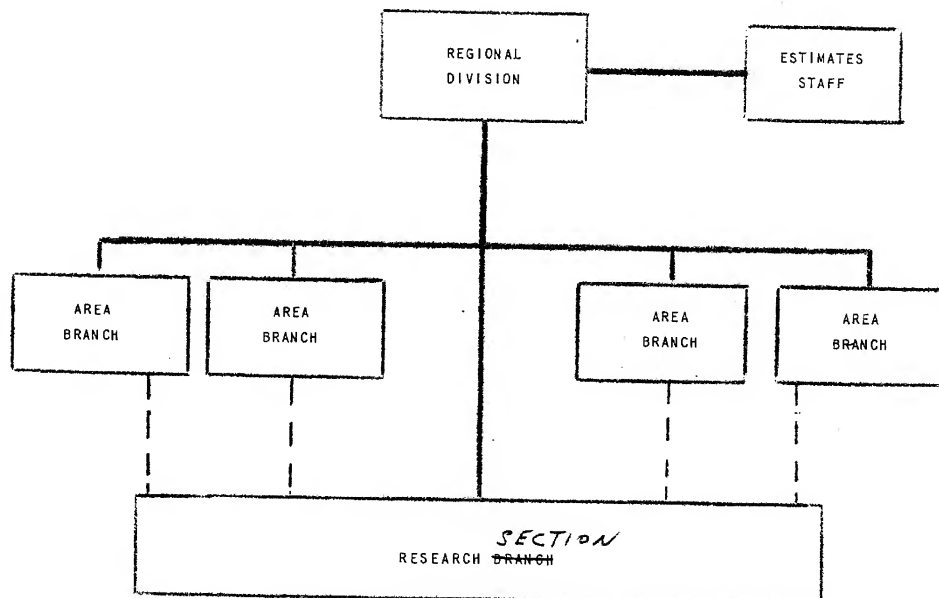 REGIONAL
DIVISION
ESTIMATES
STAFF
AREA
BRANCH
AREA
BRANCH
AREA
BRANCH
AREA
BRANCH
SECTION
RESEARCH BRANCH